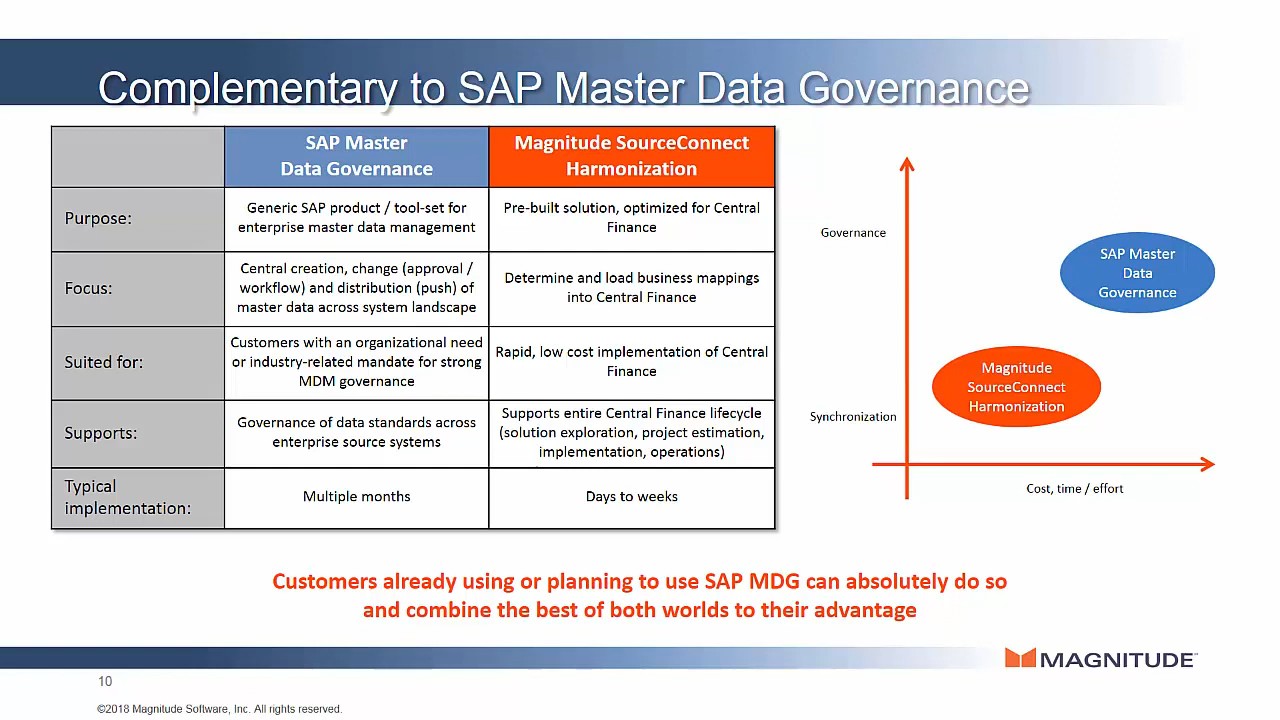 Complementary to SAP Master Data Governance
SAP Master
Data Governance
Magnitude SourceConnect
Harmonization
Purpose:
Generic SAP product / tool-set for
enterprise master data management
Pre-built solution, optimized for Central
Finance
Focus:
Central creation, change (approval /
workflow) and distribution (push) of
master data across system landscape
Determine and load business mappings
into Central Finance
Suited for:
Customers with an organizational need
or industry-related mandate for strong
MDM governance
Rapid, low cost implementation of Central
Finance
Supports:
Governance of data standards across
enterprise source systems
Supports entire Central Finance lifecycle
(solution exploration, project estimation,
implementation, operations)
Typical
implementation:
Multiple months
Days to weeks
Governance
SAP Master
Data
Governance
Magnitude
SourceConnect
Harmonization
Synchronization
Cost, time / effort
Customers already using or planning to use SAP MDG can absolutely do so
and combine the best of both worlds to their advantage
MAGNITUDE™
10
©2018 Magnitude Software, Inc. All rights reserved.